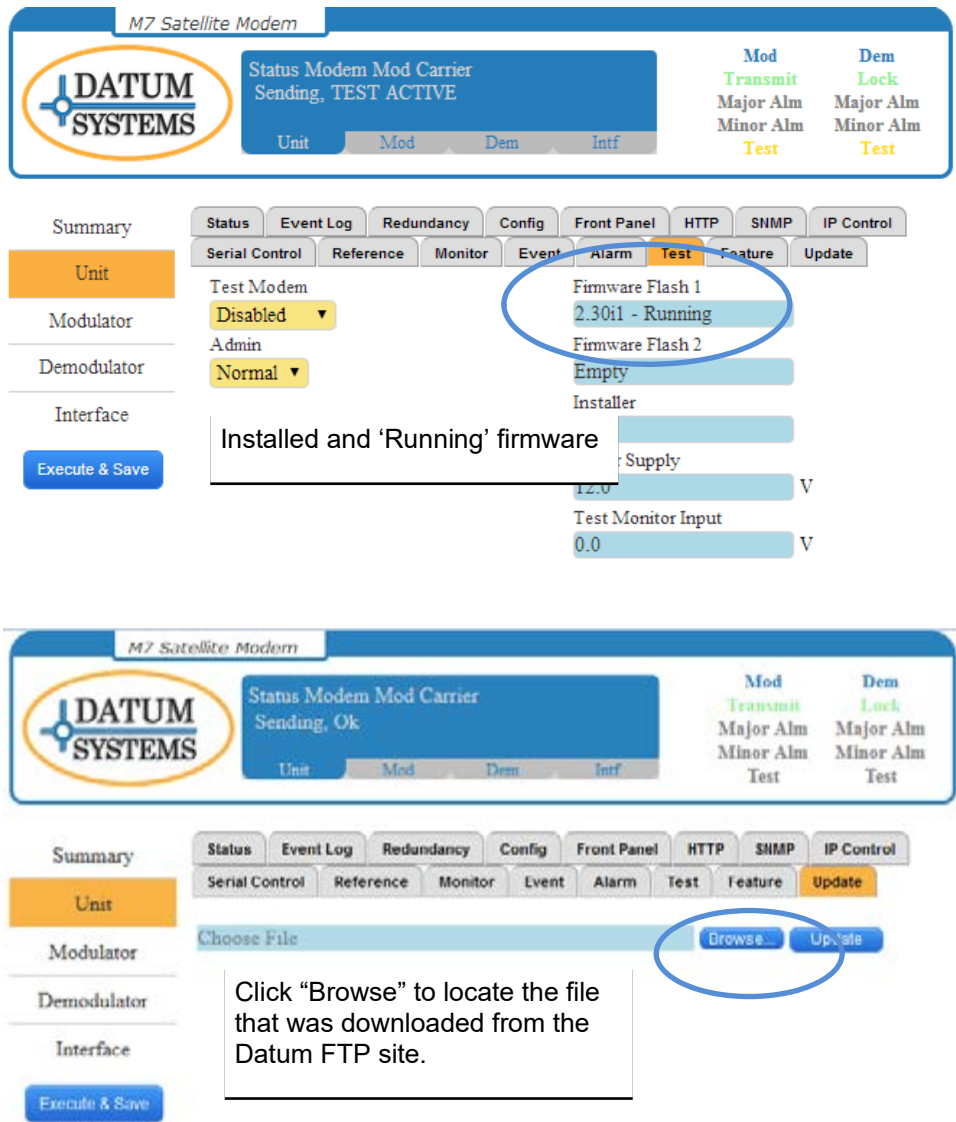 M7 Satellite Modem
DATUM
SYSTEMS
Status Modem Mod Carrier
Sending, TEST ACTIVE
Unit Mod Dem Intf
Mod Dem
Transmit Lock
Major Alm Major Alm
Minor Alm Minor Alm
Test Test
Summary
Unit
Modulator
Demodulator
Interface
Execute & Save
Status Event Log Redundancy Config Front Panel HTTP SNMP IP Control
Serial Control Reference Monitor Event Alarm Test Feature Update
Test Modem
Disabled
Admin
Normal
Firmware Flash 1
2.30i1 - Running
Firmware Flash 2
Empty
Installer
Installed and ‘Running’ firmware
Supply
12.0 V
Test Monitor Input
0.0 V
M7 Satellite Modem
DATUM
SYSTEMS
Status Modem Mod Carrier
Sending, Ok
Unit Mod Dem Intf
Mod Dem
Transmit Lock
Major Alm Major Alm
Minor Alm Minor Alm
Test Test
Summary
Unit
Modulator
Demodulator
Interface
Execute & Save
Status Event Log Redundancy Config Front Panel HTTP SNMP IP Control
Serial Control Reference Monitor Event Alarm Test Feature Update
Choose File Browse... Update
Click “Browse” to locate the file
that was downloaded from the
Datum FTP site.